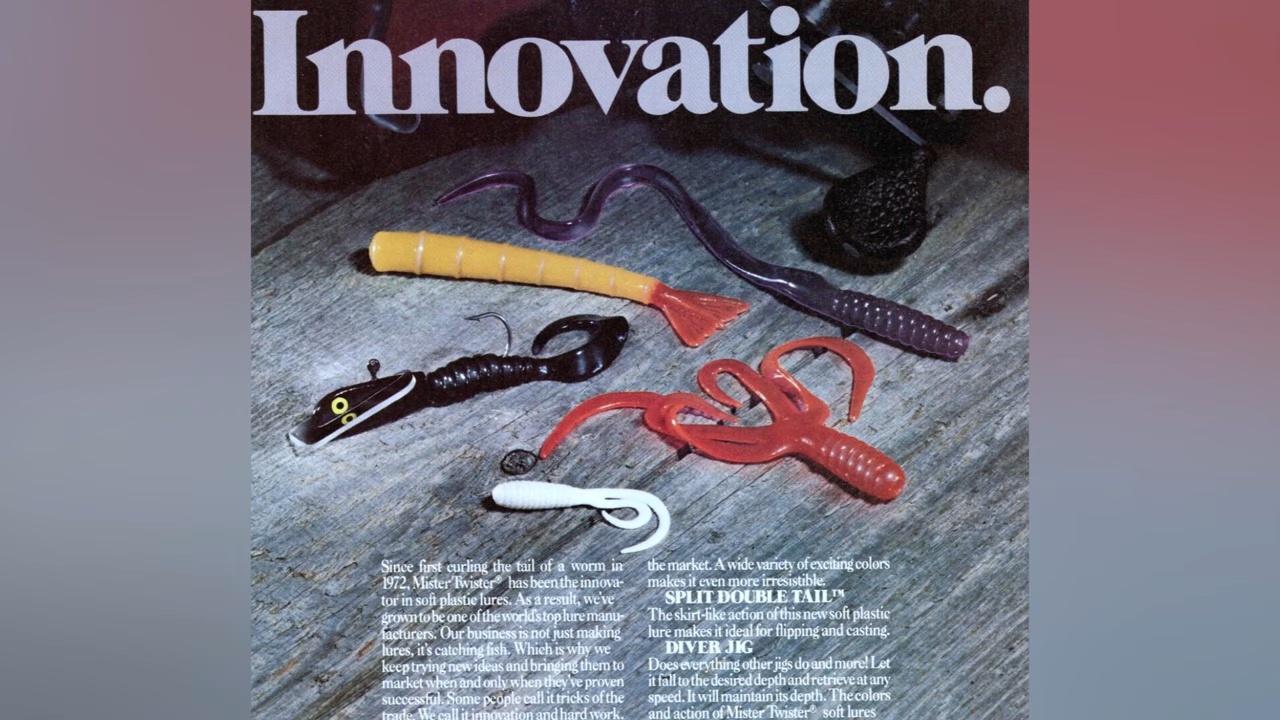 Innovation.
Since first curling the tail of a worm in
1972, Mister Twister® has been the innova-
tor in soft plastic lures. As a result, we've
grown to be one of the world's top lure manu-
facturers. Our business is not just making
lures, it's catching fish. Which is why we
keep trying new ideas and bringing them to
market when and only when they've proven
successful. Some people call it tricks of the
trade. We call it innovation and hard work.
the market. A wide variety of exciting colors
makes it even more irresistible.
SPLIT DOUBLE TAIL™
The skirt-like action of this new soft plastic
lure makes it ideal for flipping and casting.
DIVER JIG
Does everything other jigs do and more! Let
it fall to the desired depth and retrieve at any
speed. It will maintain its depth. The colors
and action of Mister Twister® soft lures